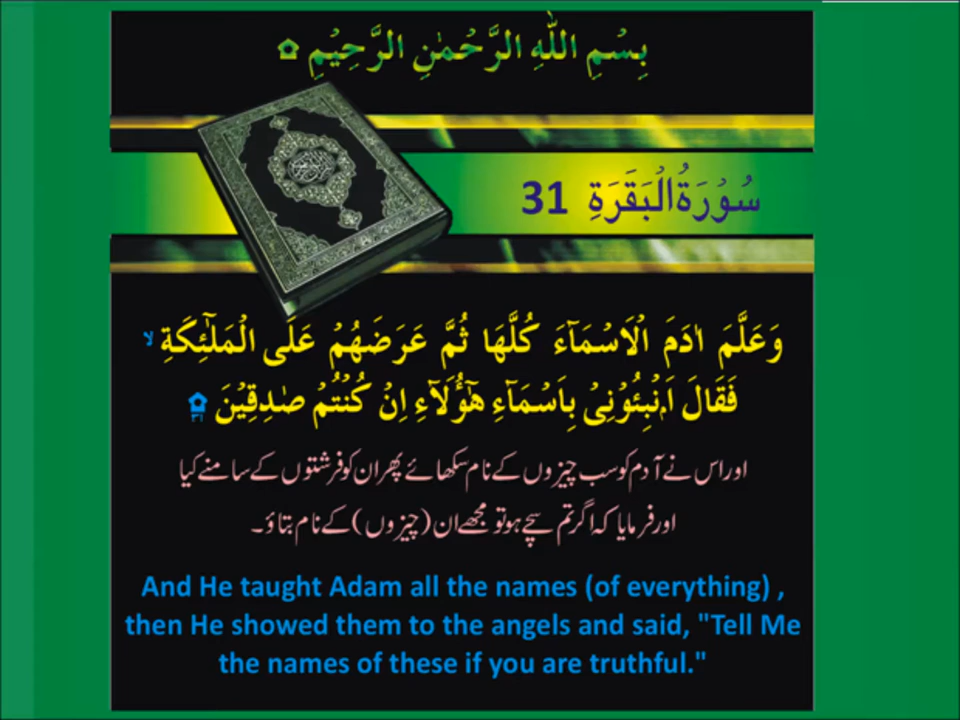 بِسْمِ اللّٰهِ الرَّحْمٰنِ الرَّحِيْمِ
سُوْرَةُ الْبَقَرَةِ 31
وَعَلَّمَ اٰدَمَ الْاَسْمَآءَ كُلَّهَا ثُمَّ عَرَضَهُمْ عَلَى الْمَلٰٓئِكَةِ ۙ
فَقَالَ اَنْۢبِئُوْنِىْ بِاَسْمَآءِ هٰٓؤُلَآءِ اِنْ كُنْتُمْ صٰدِقِيْنَ ۳۱
اور اس نے آدم کو سب چیزوں کے نام سکھائے پھر ان کو فرشتوں کے سامنے کیا
اور فرمایا کہ اگر تم سچے ہو تو مجھے ان (چیزوں) کے نام بتاؤ۔
And He taught Adam all the names (of everything) ,
then He showed them to the angels and said, "Tell Me
the names of these if you are truthful."